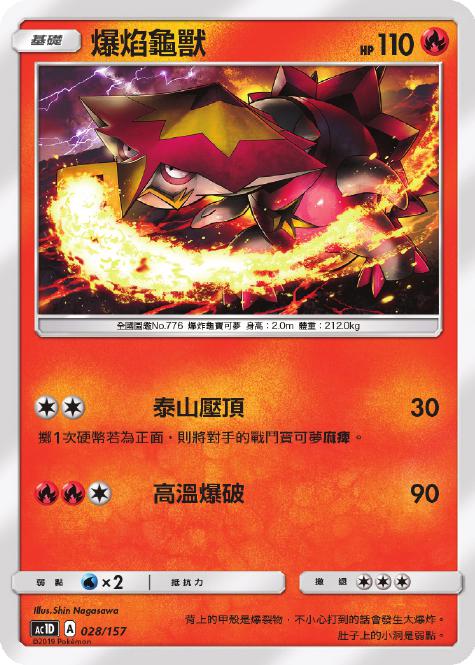 基礎 爆焰龜獸 HP 110
全國圖鑑No.776 爆炸龜寶可夢 身高：2.0m 體重：212.0kg
泰山壓頂 30
擲1次硬幣若為正面，則將對手的戰鬥寶可夢麻痺。
高溫爆破 90
弱點 ×2 抵抗力 撤退
Illus.Shin Nagasawa
AC1D A 028/157
©2019 Pokémon
背上的甲殼是爆裂物，不小心打到的話會發生大爆炸。
肚子上的小洞是弱點。